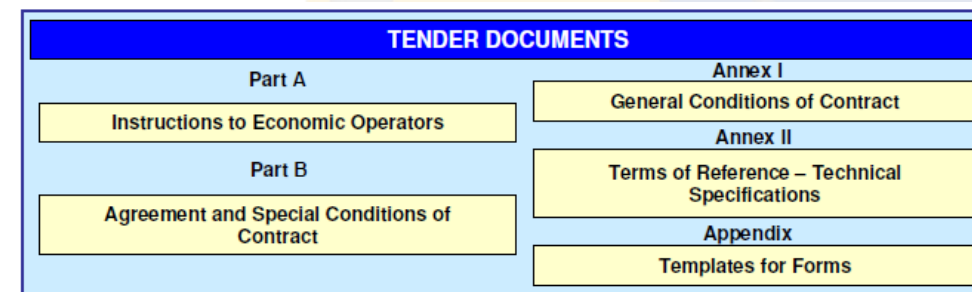 TENDER DOCUMENTS
Part A
Instructions to Economic Operators
Part B
Agreement and Special Conditions of
Contract
Annex I
General Conditions of Contract
Annex II
Terms of Reference – Technical
Specifications
Appendix
Templates for Forms